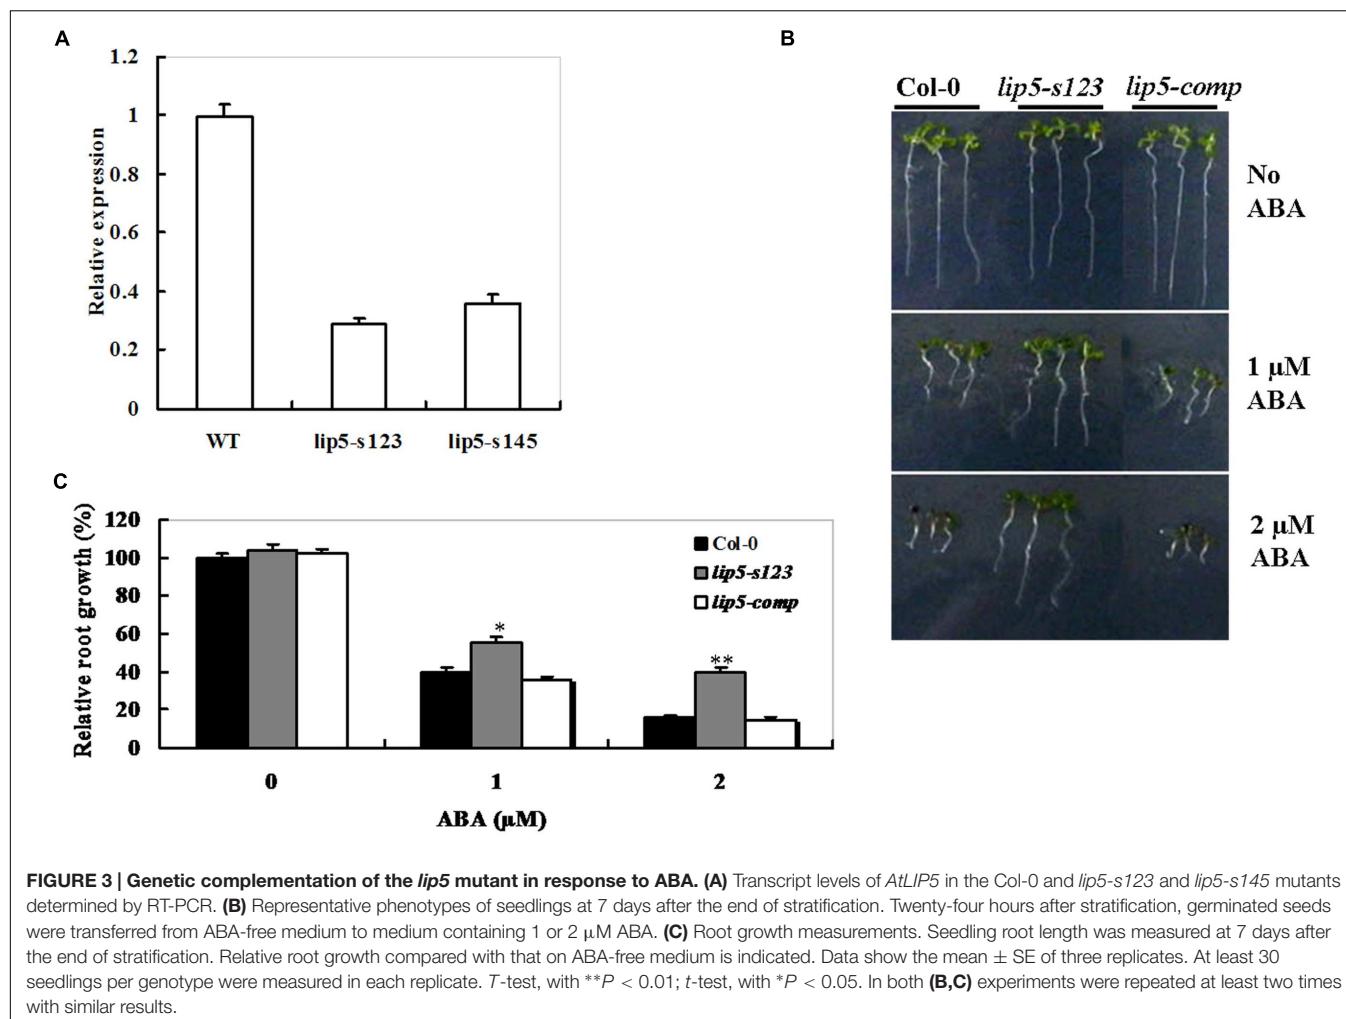 A
1.2
1
0.8
0.6
0.4
0.2
0
Relative expression
WT lip5-s123 lip5-s145
B
Col-0 lip5-s123 lip5-comp
No
ABA
1 μM
ABA
2 μM
ABA
C
120
100
80
60
40
20
0
Relative root growth (%)
Col-0
lip5-s123
lip5-comp
*
**
0 1 2
ABA (μM)
FIGURE 3 | Genetic complementation of the lip5 mutant in response to ABA. (A) Transcript levels of AtLIP5 in the Col-0 and lip5-s123 and lip5-s145 mutants
determined by RT-PCR. (B) Representative phenotypes of seedlings at 7 days after the end of stratification. Twenty-four hours after stratification, germinated seeds
were transferred from ABA-free medium to medium containing 1 or 2 μM ABA. (C) Root growth measurements. Seedling root length was measured at 7 days after
the end of stratification. Relative root growth compared with that on ABA-free medium is indicated. Data show the mean ± SE of three replicates. At least 30
seedlings per genotype were measured in each replicate. T-test, with **P < 0.01; t-test, with *P < 0.05. In both (B,C) experiments were repeated at least two times
with similar results.